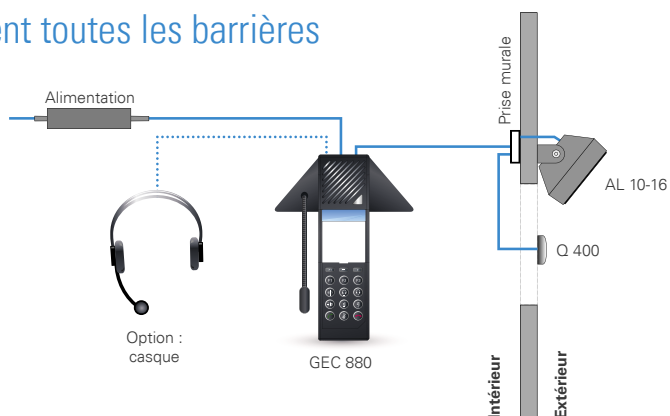 ent toutes les barrières
Alimentation
Prise murale
AL 10-16
Q 400
Option :
casque
GEC 880
Intérieur
Extérieur